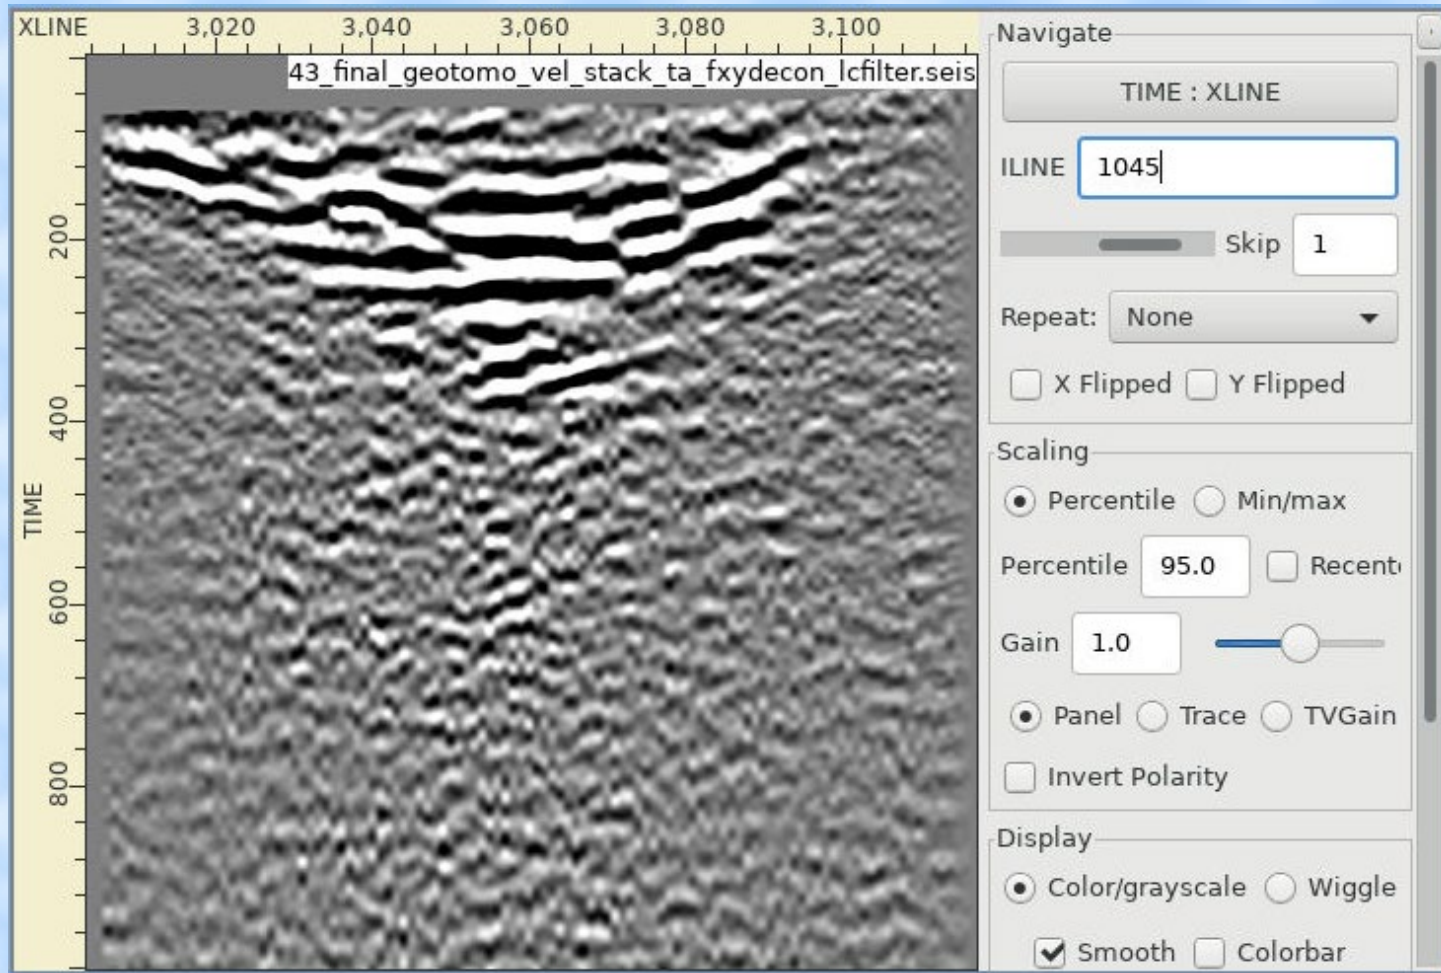 XLINE 3,020 3,040 3,060 3,080 3,100
43_final_geotomo_vel_stack_ta_fxydecon_lcfilter.seis
TIME
200
400
600
800
Navigate
TIME : XLINE
ILINE 1045
Skip 1
Repeat: None
X Flipped Y Flipped
Scaling
Percentile Min/max
Percentile 95.0 Recent
Gain 1.0
Panel Trace TVGain
Invert Polarity
Display
Color/grayscale Wiggle
Smooth Colorbar